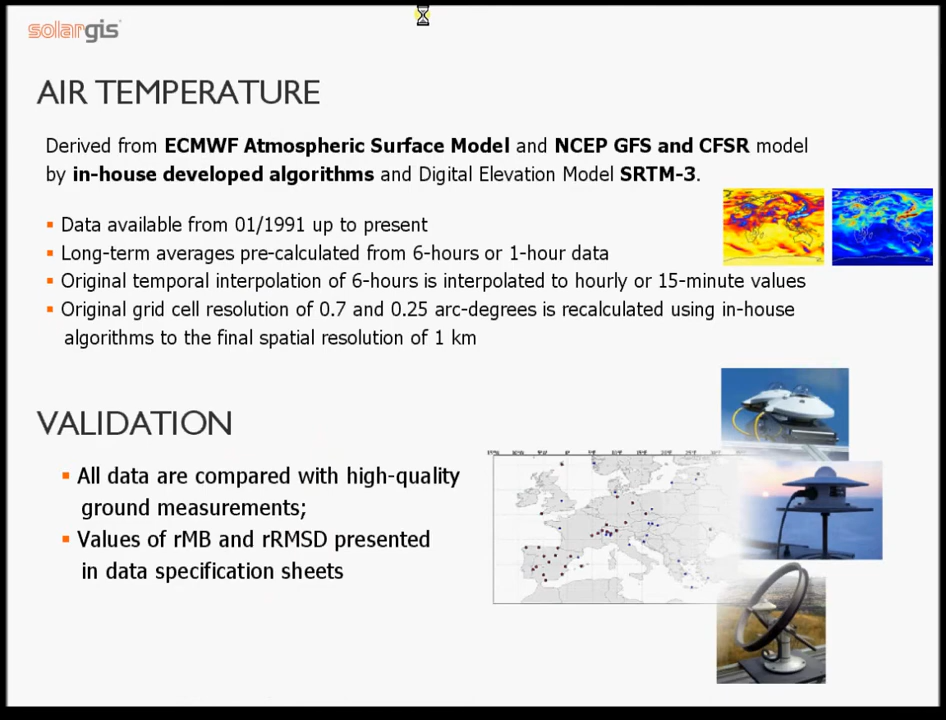 solargis
AIR TEMPERATURE
Derived from ECMWF Atmospheric Surface Model and NCEP GFS and CFSR model
by in-house developed algorithms and Digital Elevation Model SRTM-3.
▪ Data available from 01/1991 up to present
▪ Long-term averages pre-calculated from 6-hours or 1-hour data
▪ Original temporal interpolation of 6-hours is interpolated to hourly or 15-minute values
▪ Original grid cell resolution of 0.7 and 0.25 arc-degrees is recalculated using in-house
algorithms to the final spatial resolution of 1 km
VALIDATION
▪ All data are compared with high-quality
ground measurements;
▪ Values of rMB and rRMSD presented
in data specification sheets